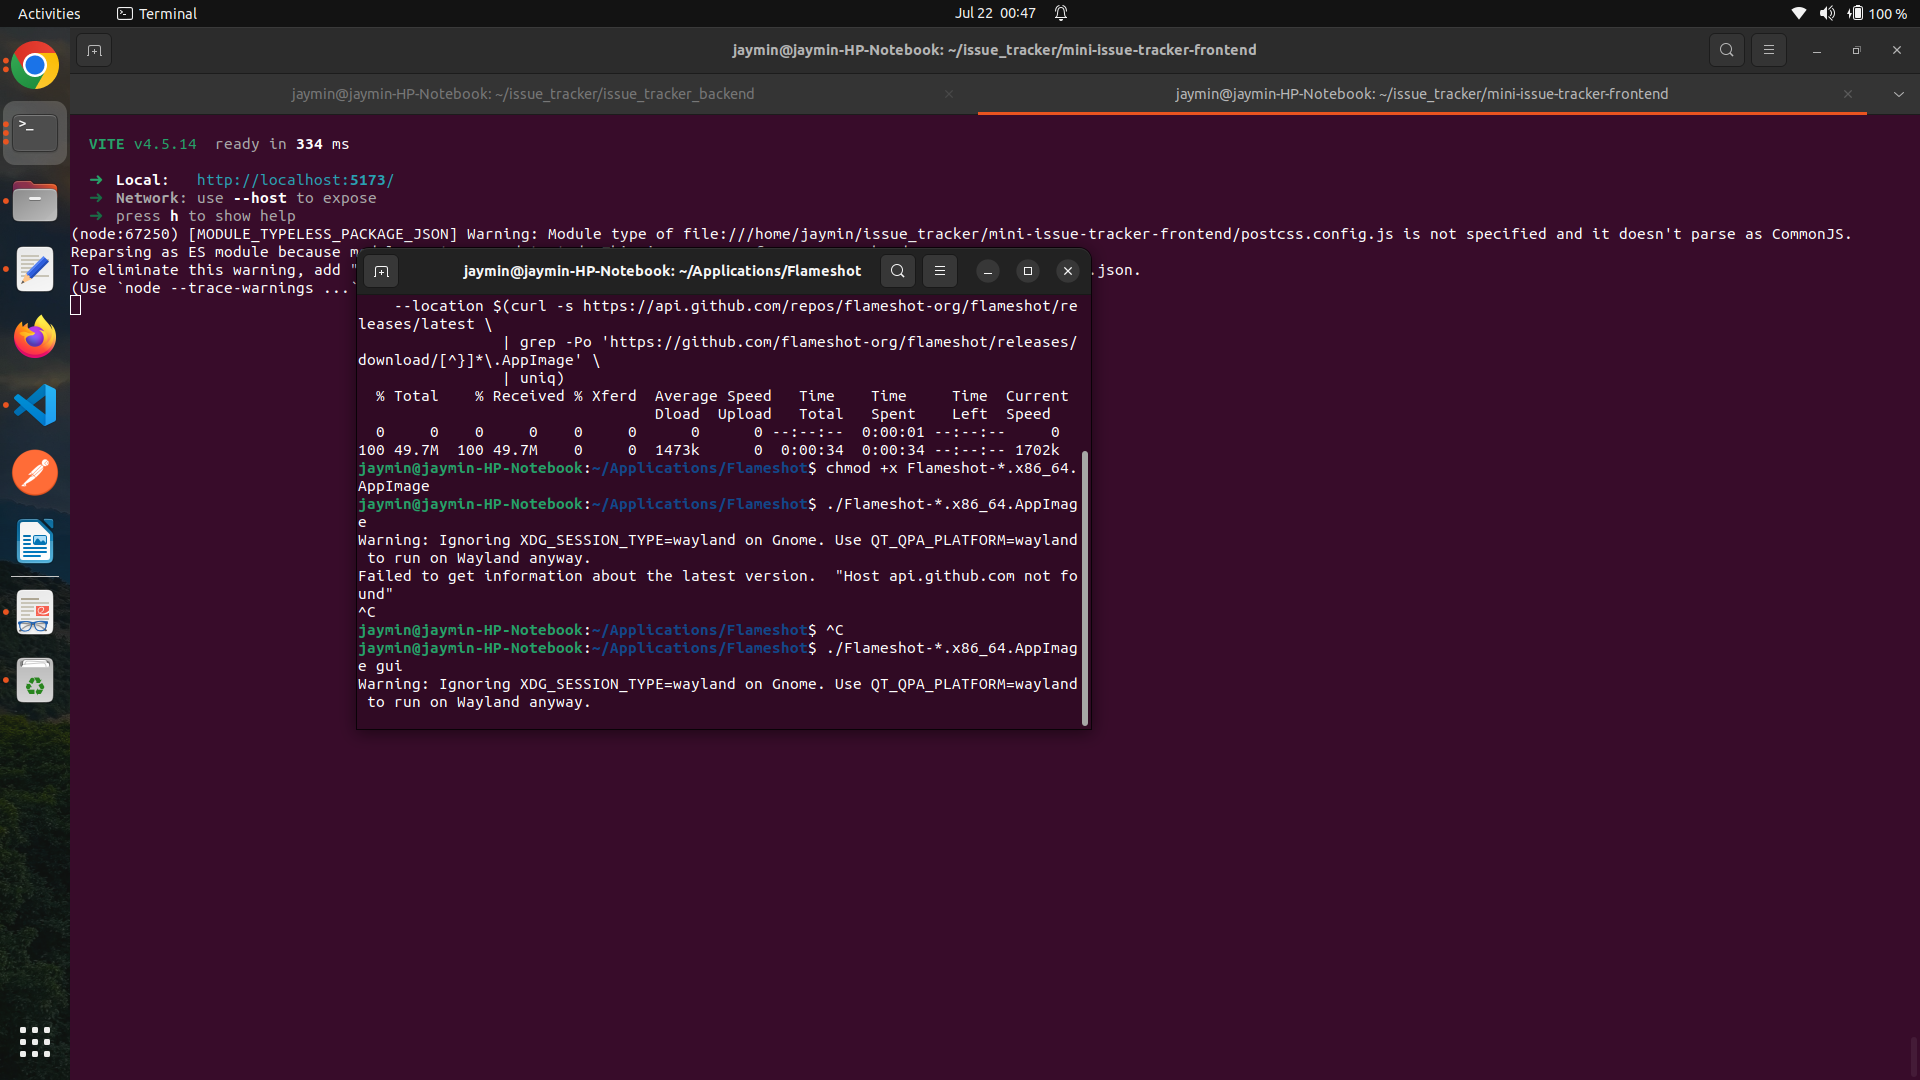 Activities
Terminal
Jul 22 00:47
100 %
jaymin@jaymin-HP-Notebook: ~/issue_tracker/mini-issue-tracker-frontend
jaymin@jaymin-HP-Notebook: ~/issue_tracker/issue_tracker_backend
jaymin@jaymin-HP-Notebook: ~/issue_tracker/mini-issue-tracker-frontend
VITE v4.5.14 ready in 334 ms
➜ Local: http://localhost:5173/
➜ Network: use --host to expose
➜ press h to show help
(node:67250) [MODULE_TYPELESS_PACKAGE_JSON] Warning: Module type of file:///home/jaymin/issue_tracker/mini-issue-tracker-frontend/postcss.config.js is not specified and it doesn't parse as CommonJS.
Reparsing as ES module because
To eliminate this warning, add " .json.
(Use `node --trace-warnings ...`
jaymin@jaymin-HP-Notebook: ~/Applications/Flameshot
--location $(curl -s https://api.github.com/repos/flameshot-org/flameshot/re
leases/latest \
| grep -Po 'https://github.com/flameshot-org/flameshot/releases/
download/[^}]*\.AppImage' \
| uniq)
% Total % Received % Xferd Average Speed Time Time Time Current
Dload Upload Total Spent Left Speed
0 0 0 0 0 0 0 0 --:--:-- 0:00:01 --:--:-- 0
100 49.7M 100 49.7M 0 0 1473k 0 0:00:34 0:00:34 --:--:-- 1702k
jaymin@jaymin-HP-Notebook:~/Applications/Flameshot$ chmod +x Flameshot-*.x86_64.
AppImage
jaymin@jaymin-HP-Notebook:~/Applications/Flameshot$ ./Flameshot-*.x86_64.AppImag
e
Warning: Ignoring XDG_SESSION_TYPE=wayland on Gnome. Use QT_QPA_PLATFORM=wayland
to run on Wayland anyway.
Failed to get information about the latest version. "Host api.github.com not fo
und"
^C
jaymin@jaymin-HP-Notebook:~/Applications/Flameshot$ ^C
jaymin@jaymin-HP-Notebook:~/Applications/Flameshot$ ./Flameshot-*.x86_64.AppImag
e gui
Warning: Ignoring XDG_SESSION_TYPE=wayland on Gnome. Use QT_QPA_PLATFORM=wayland
to run on Wayland anyway.